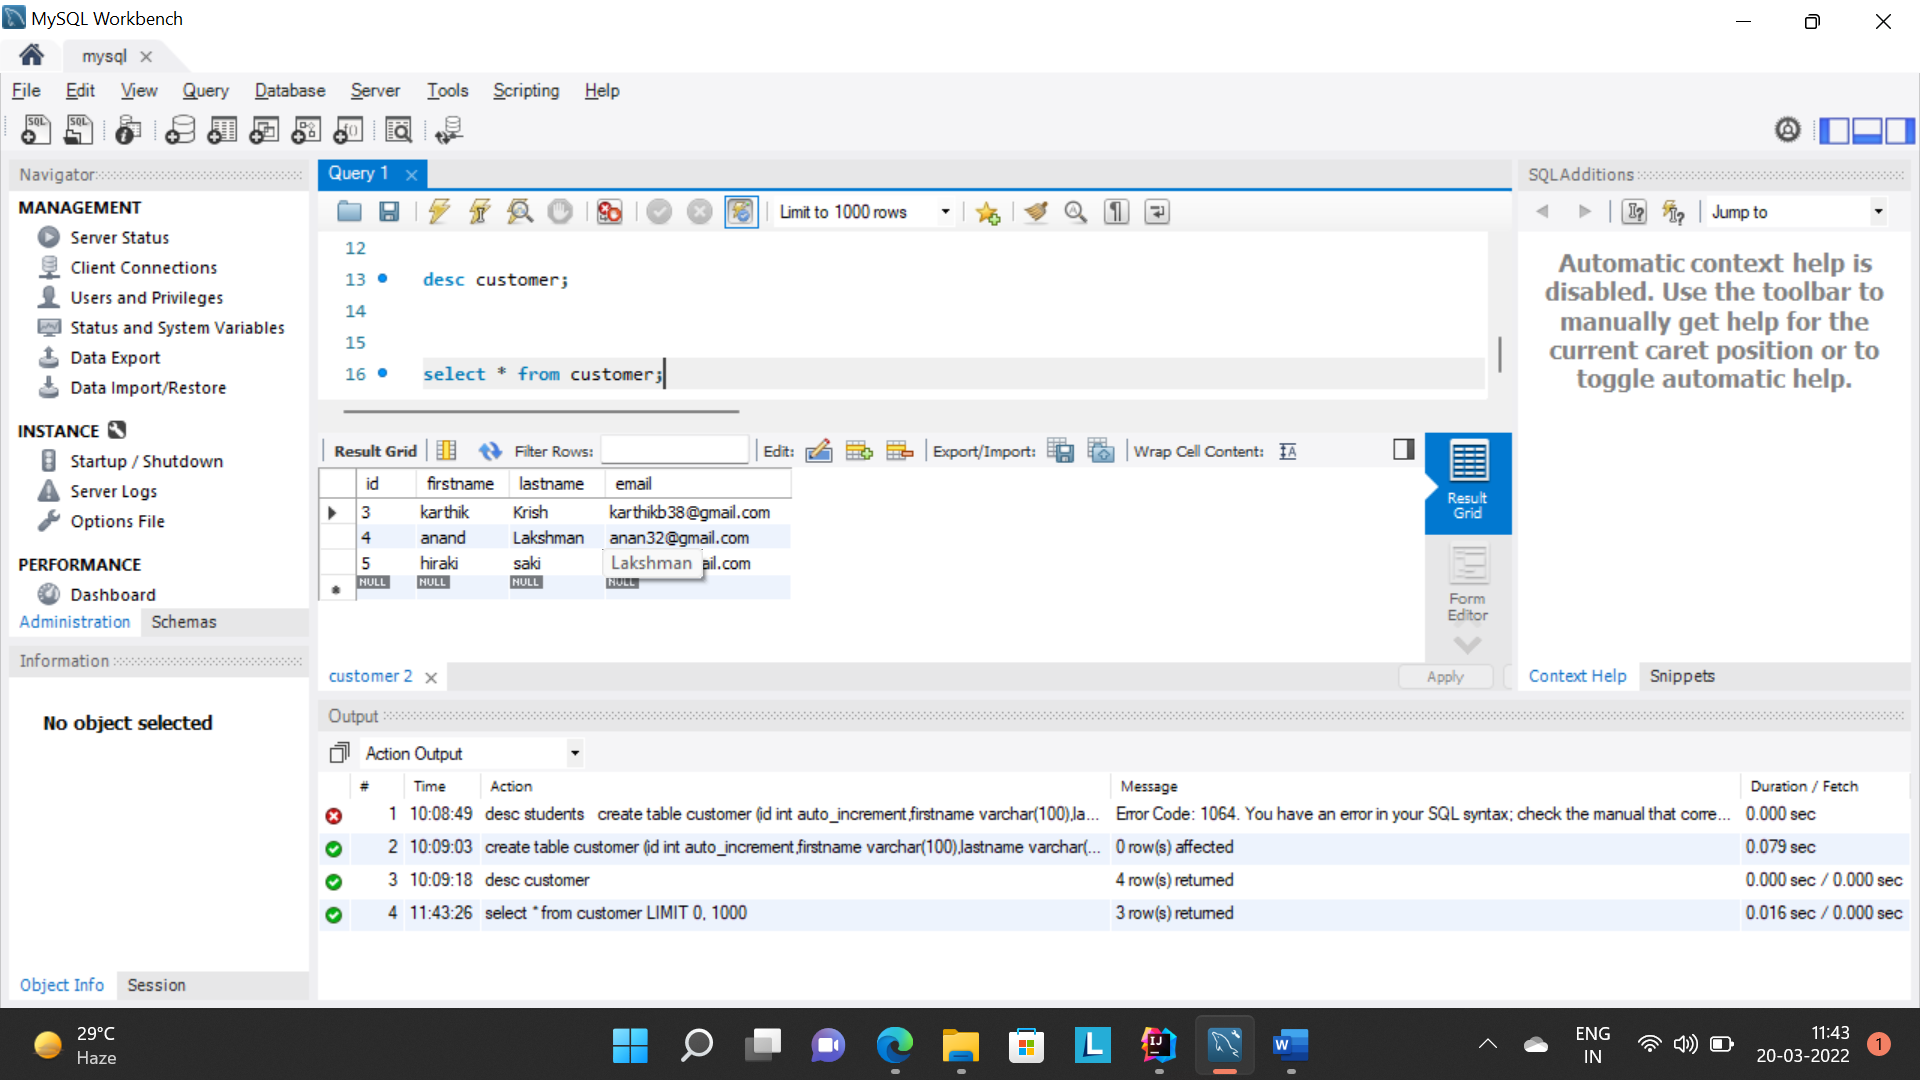 MySQL Workbench
mysql
File Edit View Query Database Server Tools Scripting Help
Navigator
MANAGEMENT
Server Status
Client Connections
Users and Privileges
Status and System Variables
Data Export
Data Import/Restore
INSTANCE
Startup / Shutdown
Server Logs
Options File
PERFORMANCE
Dashboard
Administration Schemas
Information
No object selected
Object Info Session
Query 1
Limit to 1000 rows
12
13 desc customer;
14
15
16 select * from customer;
Result Grid Filter Rows: Edit: Export/Import: Wrap Cell Content:
id firstname lastname email
3 karthik Krish karthikb38@gmail.com
4 anand Lakshman anan32@gmail.com
5 hiraki saki Lakshman ail.com
NULL NULL NULL NULL
Result
Grid
Form
Editor
customer 2
Apply
SQLAdditions
Jump to
Automatic context help is
disabled. Use the toolbar to
manually get help for the
current caret position or to
toggle automatic help.
Context Help Snippets
Output
Action Output
# Time Action Message Duration / Fetch
1 10:08:49 desc students create table customer (id int auto_increment,firstname varchar(100),la... Error Code: 1064. You have an error in your SQL syntax; check the manual that corre... 0.000 sec
2 10:09:03 create table customer (id int auto_increment,firstname varchar(100),lastname varchar(... 0 row(s) affected 0.079 sec
3 10:09:18 desc customer 4 row(s) returned 0.000 sec / 0.000 sec
4 11:43:26 select * from customer LIMIT 0, 1000 3 row(s) returned 0.016 sec / 0.000 sec
29°C
Haze
ENG
IN
11:43
20-03-2022
1